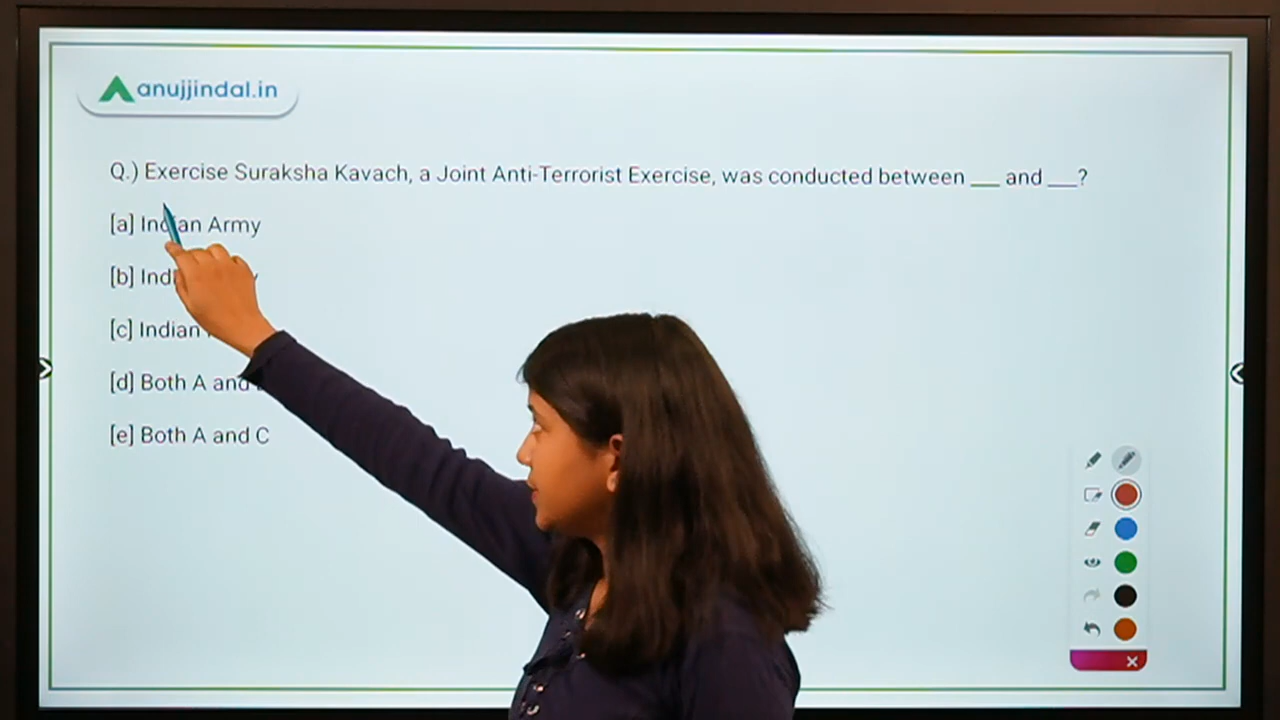 anujjindal.in
Q.) Exercise Suraksha Kavach, a Joint Anti-Terrorist Exercise, was conducted between ___ and ___?
[a] Indian Army
[b]
[c] Indian
[d] Both A and
[e] Both A and C